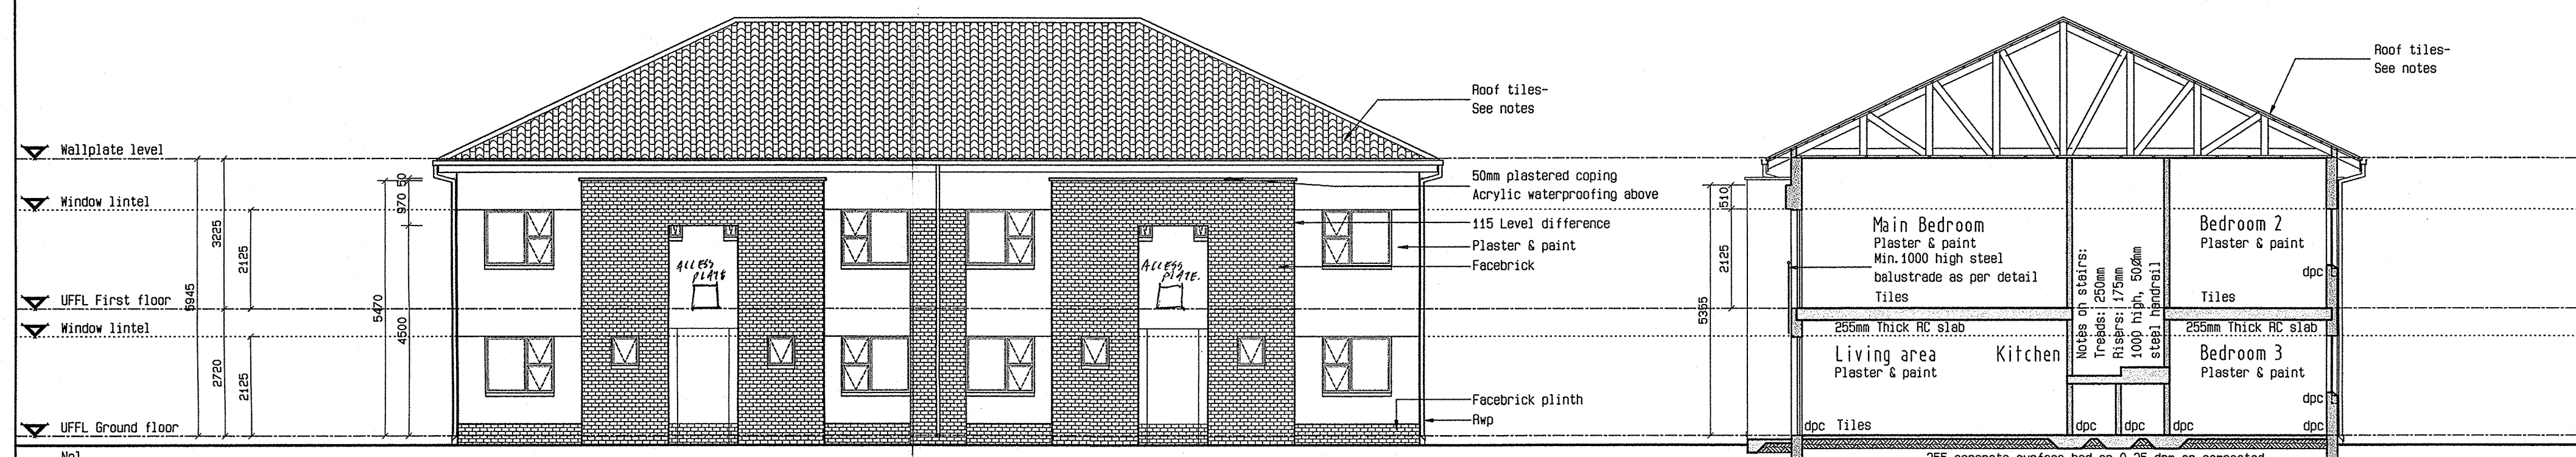 Wallplate level
Window lintel
UFFL First floor
Window lintel
UFFL Ground floor
5945
3225
2720
2125
2125
5470
50
970
4500
ACCESS
PLATE
ACCESS
PLATE.
Roof tiles-
See notes
50mm plastered coping
Acrylic waterproofing above
115 Level difference
Plaster & paint
Facebrick
Facebrick plinth
Rwp
5365
510
2125
Roof tiles-
See notes
Main Bedroom
Plaster & paint
Min.1000 high steel
balustrade as per detail
Tiles
255mm Thick RC slab
Living area
Plaster & paint
Kitchen
dpc Tiles
Notes on stairs:
Treads: 250mm
Risers: 175mm
1000 high, 50Ømm
steel handrail
Bedroom 2
Plaster & paint
dpc
Tiles
255mm Thick RC slab
Bedroom 3
Plaster & paint
dpc
dpc
dpc
dpc
dpc